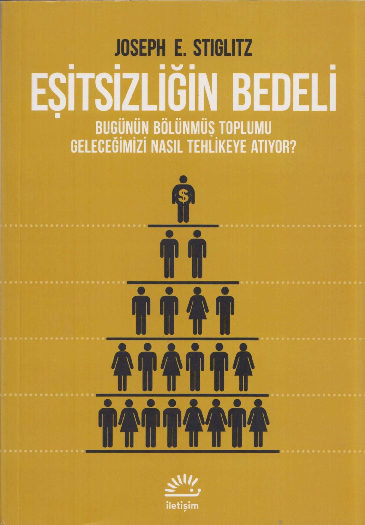 JOSEPH E. STIGLITZ
EŞİTSİZLİĞİN BEDELİ
BUGÜNÜN BÖLÜNMÜŞ TOPLUMU
GELECEĞİMİZİ NASIL TEHLİKEYE ATIYOR?
$
iletişim